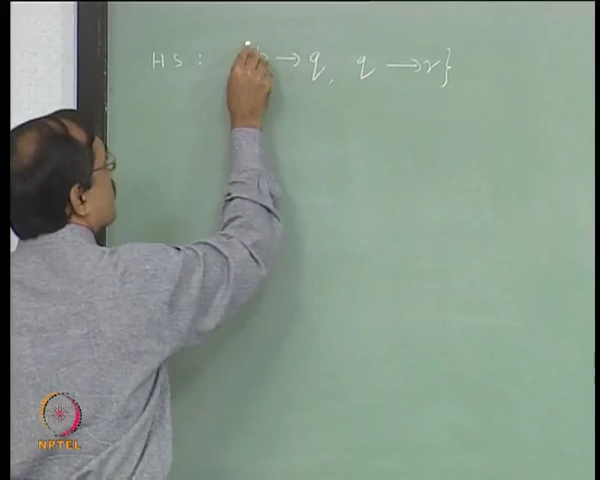 HS : p → q, q → r}
NPTEL